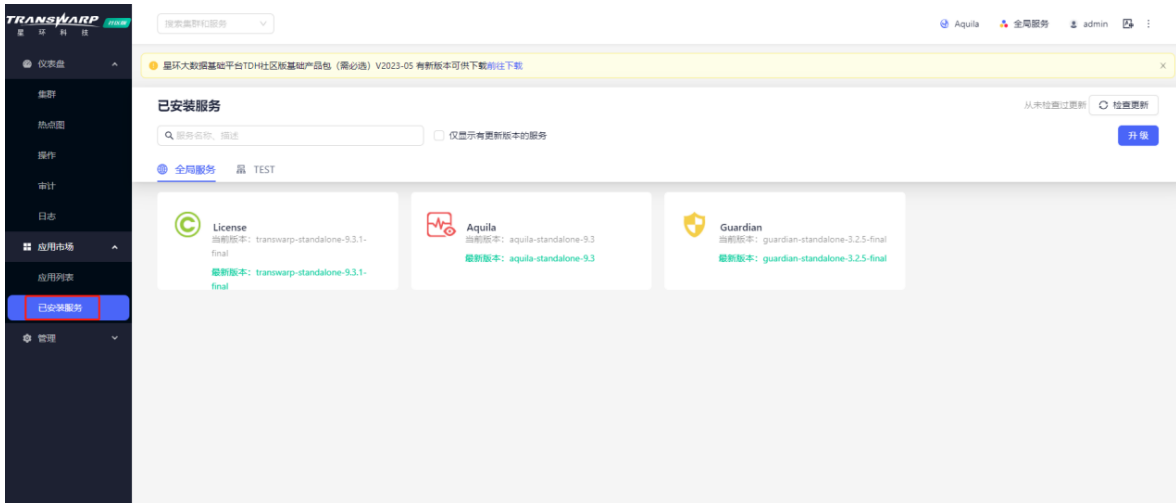 TRANSWARP 社区版
星 环 科 技
搜索集群和服务
Aquila
全局服务
admin
仪表盘
集群
热点图
操作
审计
日志
应用市场
应用列表
已安装服务
管理
星环大数据基础平台TDH社区版基础产品包（需必选）V2023-05 有新版本可供下载前往下载
已安装服务
从未检查过更新
检查更新
服务名称、描述
仅显示有更新版本的服务
升 级
全局服务
TEST
License
当前版本：transwarp-standalone-9.3.1-
final
最新版本：transwarp-standalone-9.3.1-
final
Aquila
当前版本：aquila-standalone-9.3
最新版本：aquila-standalone-9.3
Guardian
当前版本：guardian-standalone-3.2.5-final
最新版本：guardian-standalone-3.2.5-final